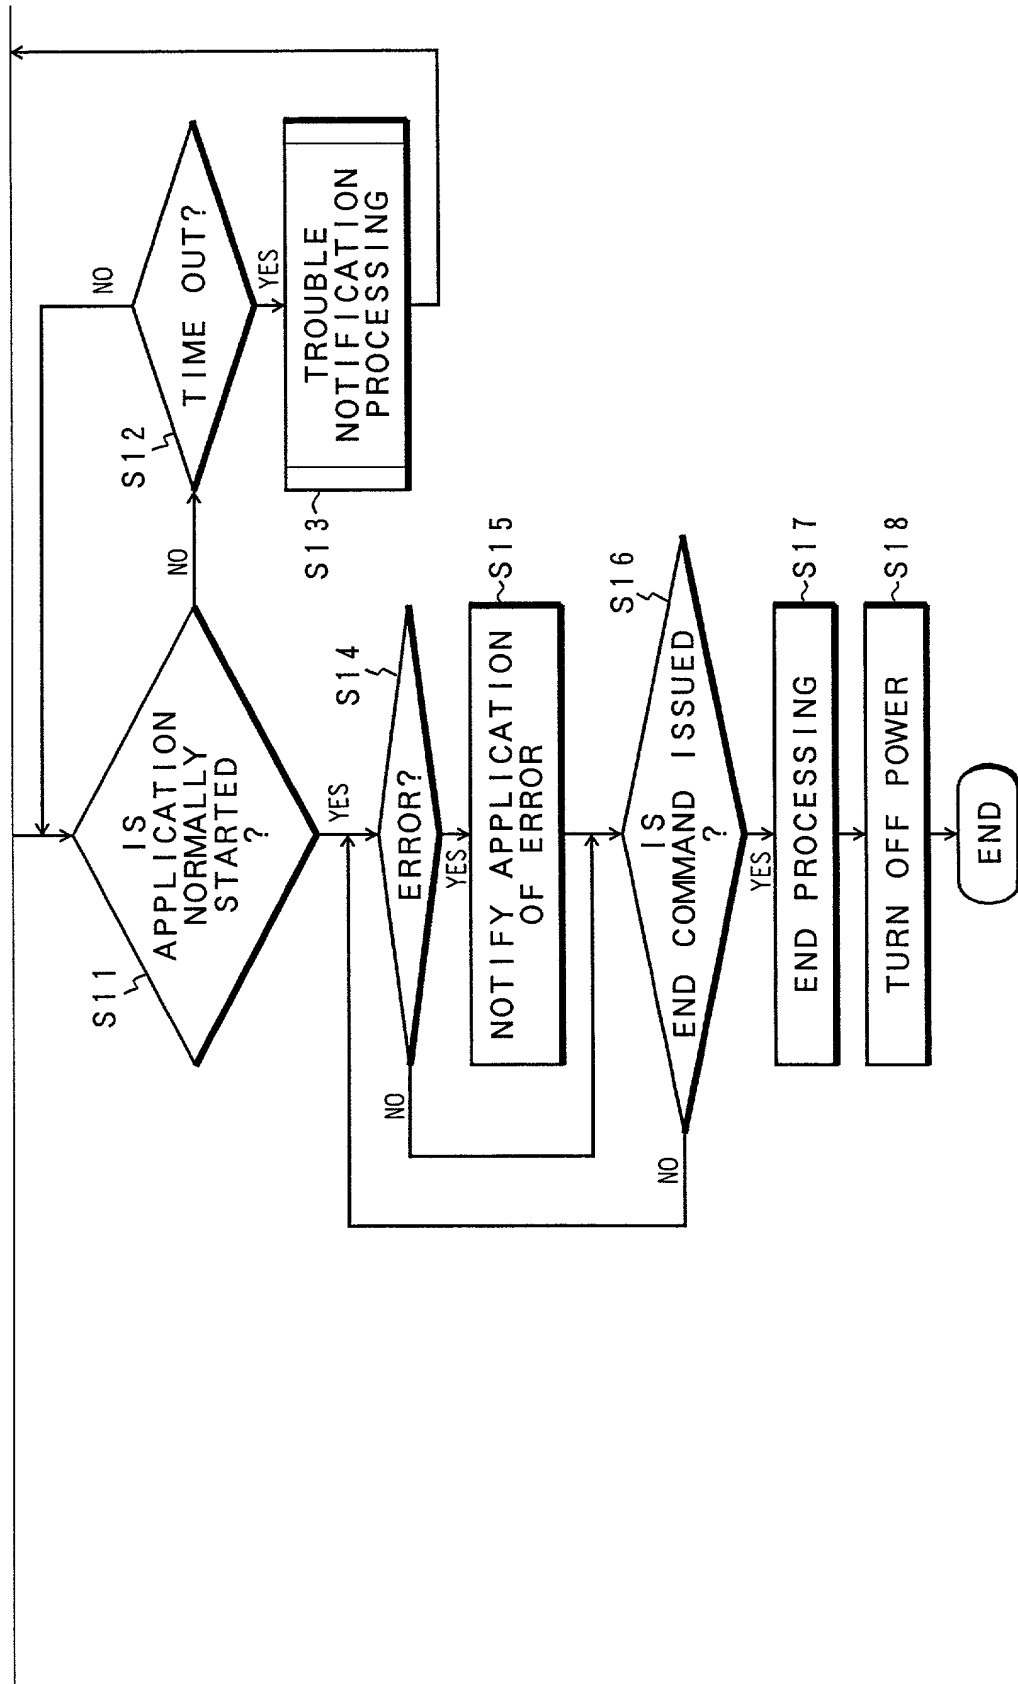 S11
IS
APPLICATION
NORMALLY
STARTED
?
NO
YES
S12
TIME OUT?
NO
YES
S13
TROUBLE
NOTIFICATION
PROCESSING
S14
ERROR?
NO
YES
S15
NOTIFY APPLICATION
OF ERROR
S16
IS
END COMMAND ISSUED
?
NO
YES
S17
END PROCESSING
S18
TURN OFF POWER
END